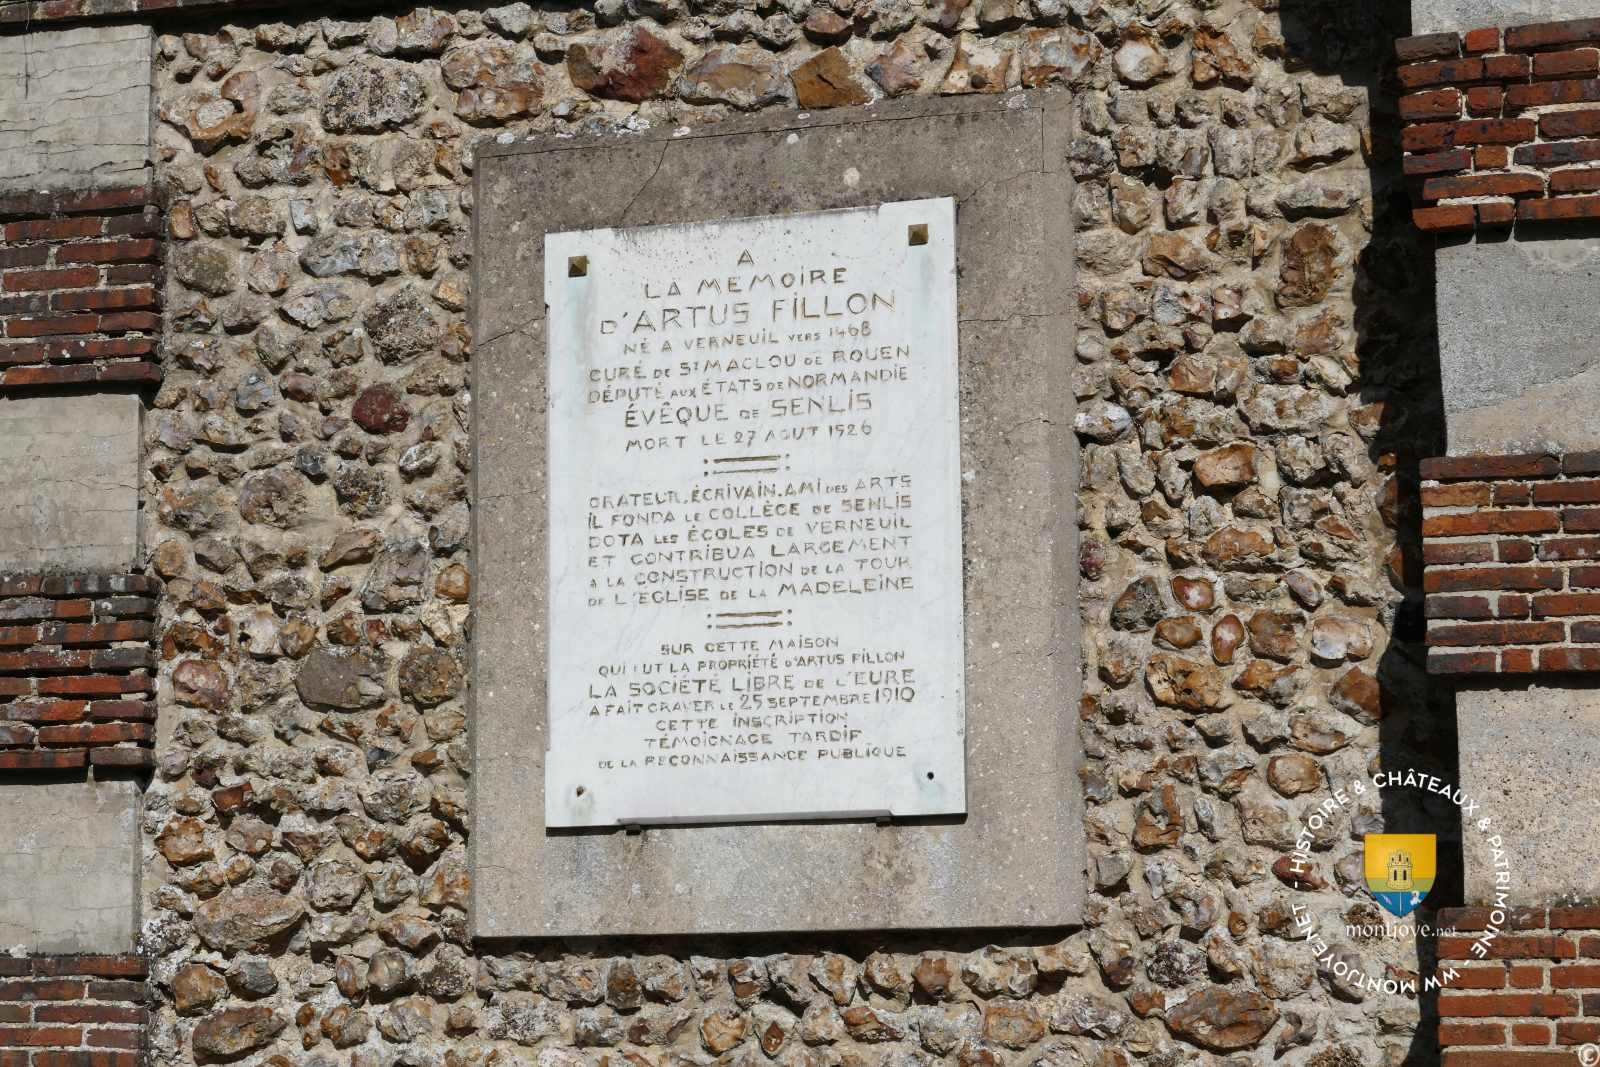 A
LA MEMOIRE
D'ARTUS FILLON
NÉ A VERNEUIL VERS 1468
CURÉ DE ST MACLOU DE ROUEN
DÉPUTÉ AUX ÉTATS DE NORMANDIE
ÉVÊQUE DE SENLIS
MORT LE 27 AOUT 1526
ORATEUR, ÉCRIVAIN. AMI DES ARTS
IL FONDA LE COLLÈGE DE SENLIS
DOTA LES ÉCOLES DE VERNEUIL
ET CONTRIBUA LARGEMENT
A LA CONSTRUCTION DE LA TOUR
DE L'ÉGLISE DE LA MADELEINE
SUR CETTE MAISON
QUI FUT LA PROPRIÉTÉ D'ARTUS FILLON
LA SOCIÉTÉ LIBRE DE L'EURE
A FAIT GRAVER LE 25 SEPTEMBRE 1910
CETTE INSCRIPTION
TÉMOIGNAGE TARDIF
DE LA RECONNAISSANCE PUBLIQUE
HISTOIRE & CHÂTEAUX & PATRIMOINE - WW MONTJOYENET -
montjoye.net
©